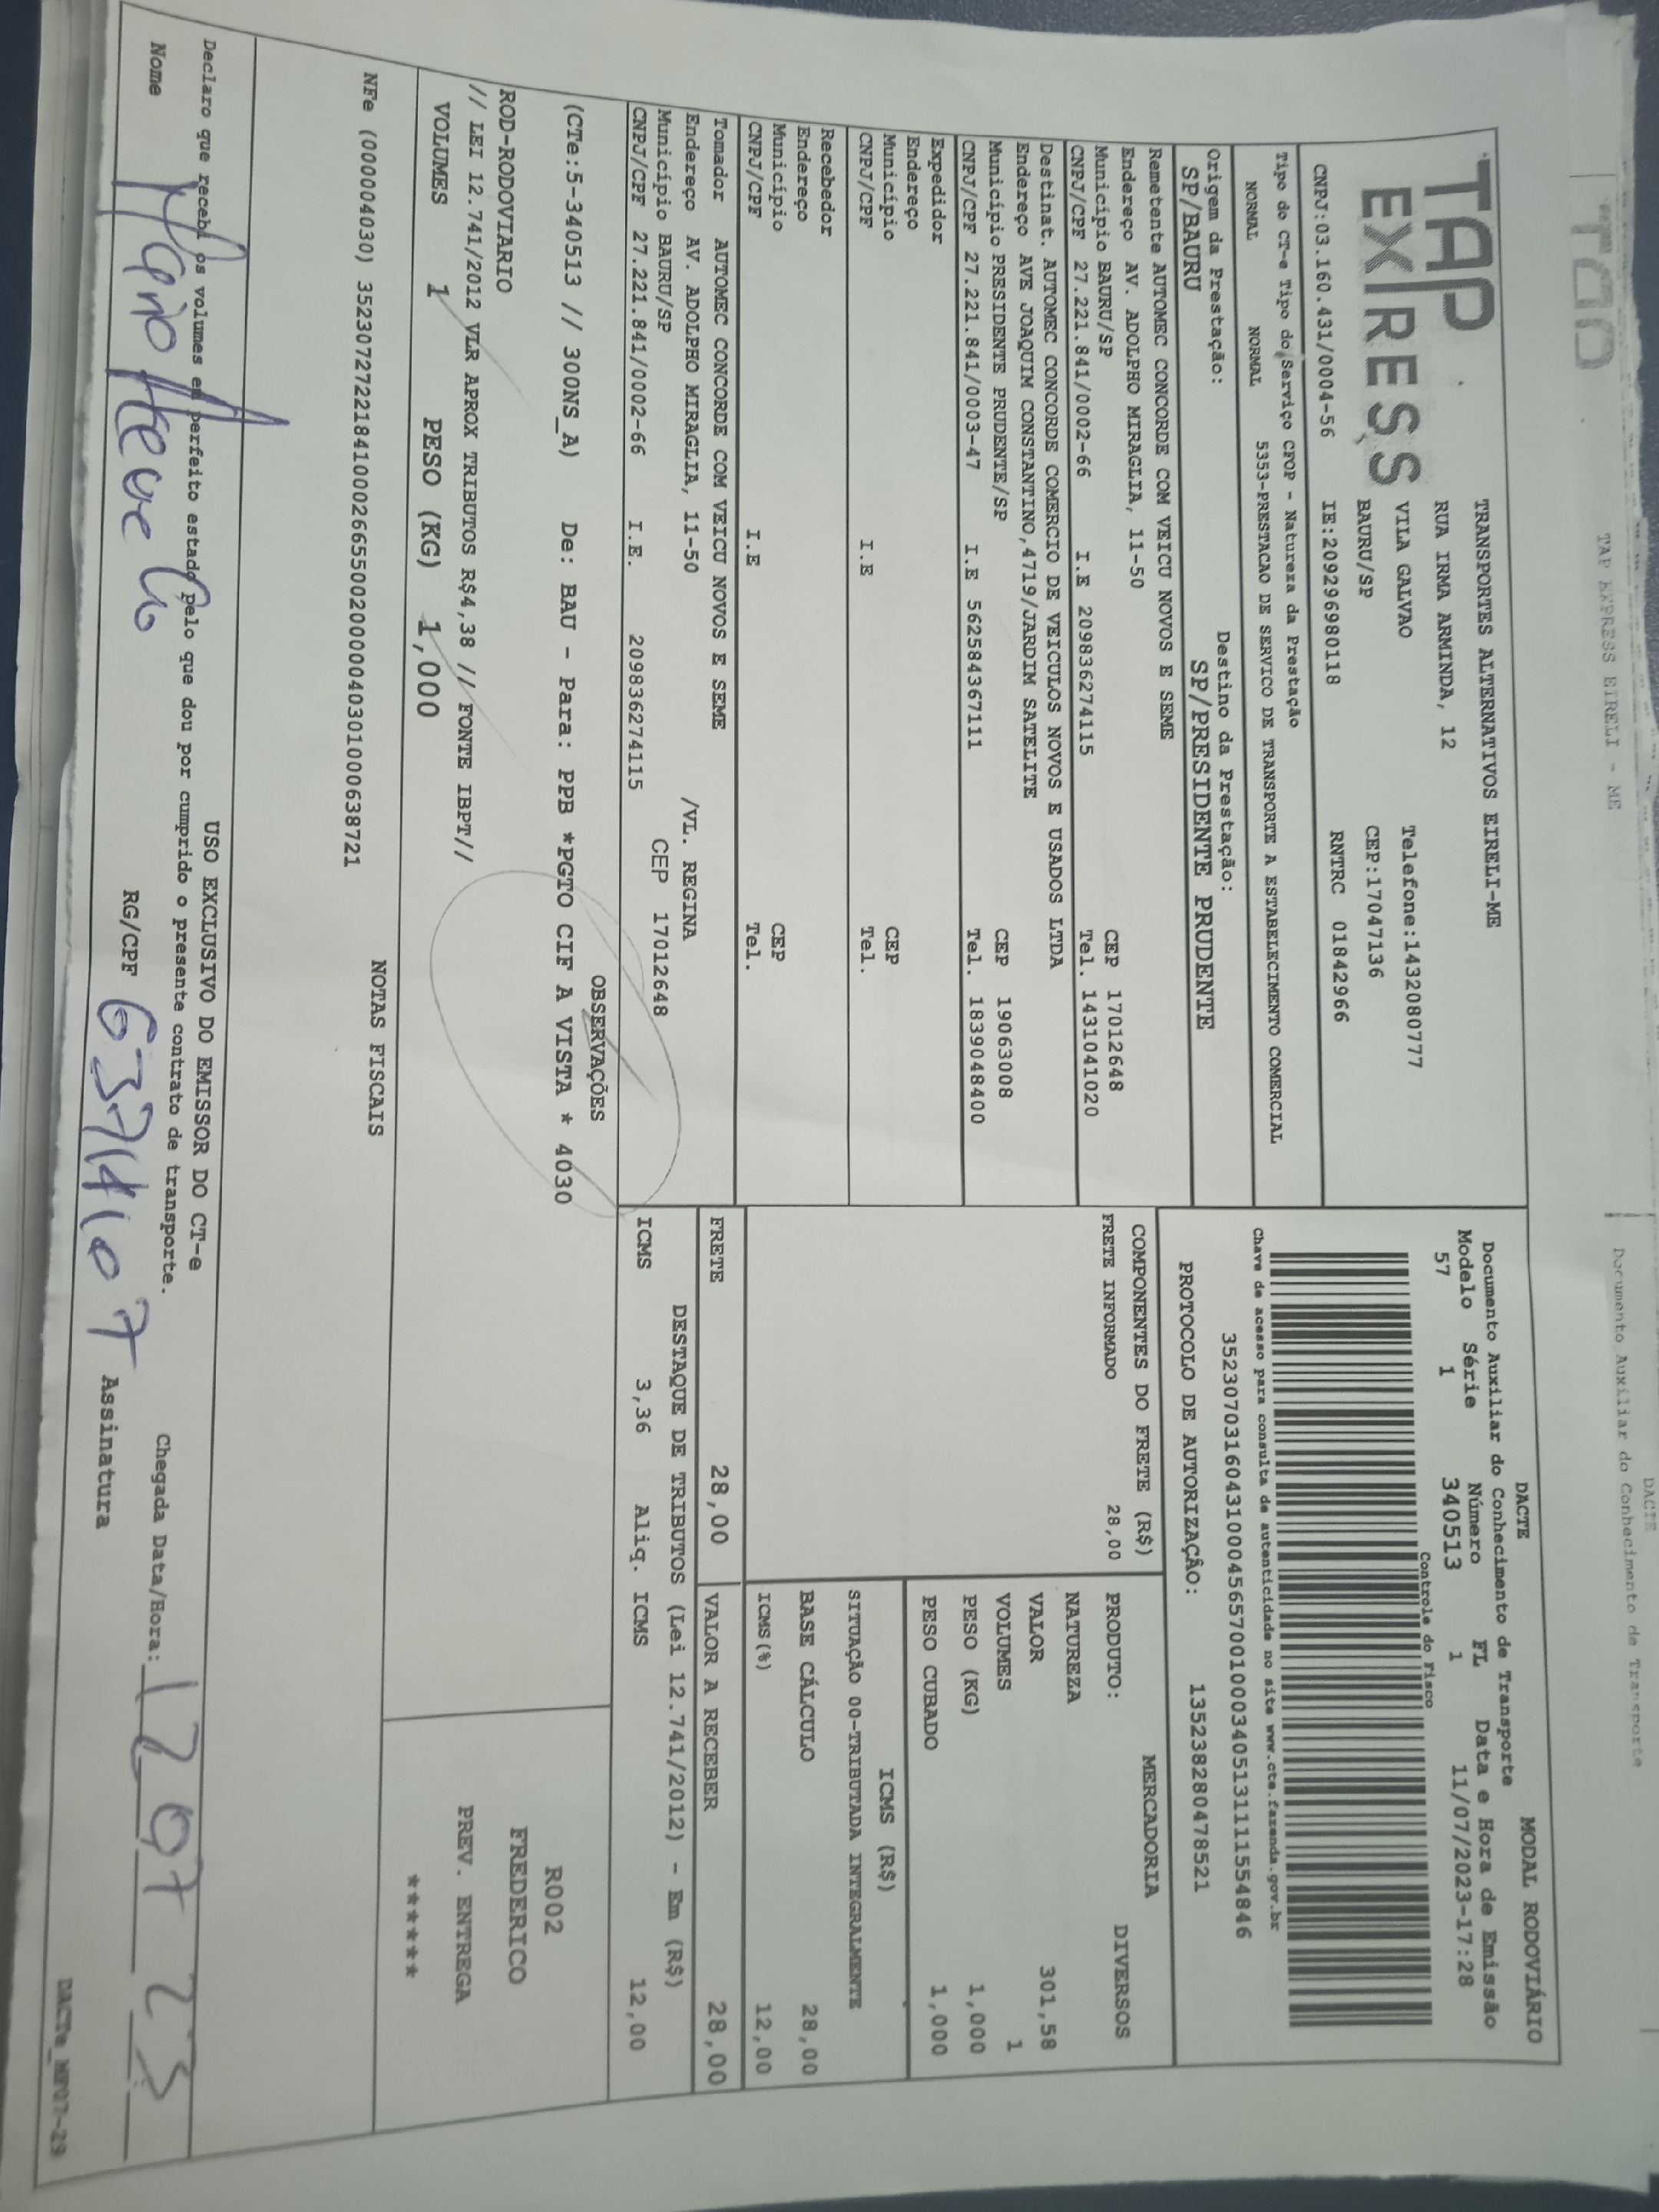 TAP EXPRESS EIRELI - ME
Documento Auxiliar do Conhecimento de Transporte
DACTE
TAP
EXPRESS
TRANSPORTES ALTERNATIVOS EIRELI-ME
RUA IRMA ARMINDA, 12
VILA GALVAO
BAURU/SP
Telefone:1432080777
CEP:17047136
CNPJ:03.160.431/0004-56 IE:209296980118 RNTRC 01842966
DACTE
MODAL RODOVIÁRIO
Documento Auxiliar do Conhecimento de Transporte
Modelo Série Número FL Data e Hora de Emissão
57 1 340513 1 11/07/2023-17:28
Controle do Fisco
Chave de acesso para consulta de autenticidade no site www.cte.fazenda.gov.br
35230703160431000456570010003405131111554846
PROTOCOLO DE AUTORIZAÇÃO: 135238280478521
Tipo do CT-e Tipo do Serviço CFOP - Natureza da Prestação
NORMAL NORMAL 5353-PRESTACAO DE SERVICO DE TRANSPORTE A ESTABELECIMENTO COMERCIAL
Origem da Prestação: Destino da Prestação:
SP/BAURU SP/PRESIDENTE PRUDENTE
Remetente AUTOMEC CONCORDE COM VEICU NOVOS E SEME
Endereço AV. ADOLPHO MIRAGLIA, 11-50
Município BAURU/SP CEP 17012648
CNPJ/CPF 27.221.841/0002-66 I.E 209836274115 Tel. 1431041020
Destinat. AUTOMEC CONCORDE COMERCIO DE VEICULOS NOVOS E USADOS LTDA
Endereço AVE JOAQUIM CONSTANTINO,4719/JARDIM SATELITE
Município PRESIDENTE PRUDENTE/SP CEP 19063008
CNPJ/CPF 27.221.841/0003-47 I.E 562584367111 Tel. 1839048400
Expedidor
Endereço
Município CEP
CNPJ/CPF I.E Tel.
Recebedor
Endereço
Município CEP
CNPJ/CPF I.E Tel.
Tomador AUTOMEC CONCORDE COM VEICU NOVOS E SEME
Endereço AV. ADOLPHO MIRAGLIA, 11-50 /VL. REGINA
Município BAURU/SP CEP 17012648
CNPJ/CPF 27.221.841/0002-66 I.E. 209836274115
COMPONENTES DO FRETE (R$)
FRETE INFORMADO 28,00
MERCADORIA
PRODUTO: DIVERSOS
NATUREZA
VALOR 301,58
VOLUMES 1
PESO (KG) 1,000
PESO CUBADO 1,000
ICMS (R$)
SITUAÇÃO 00-TRIBUTADA INTEGRALMENTE
BASE CÁLCULO 28,00
ICMS(%) 12,00
FRETE 28,00 VALOR A RECEBER 28,00
DESTAQUE DE TRIBUTOS (Lei 12.741/2012) - Em (R$)
ICMS 3,36 Aliq. ICMS 12,00
OBSERVAÇÕES
(CTe:5-340513 // 300NS_A) De: BAU - Para: PPB *PGTO CIF A VISTA * 4030
ROD-RODOVIARIO
// LEI 12.741/2012 VLR APROX TRIBUTOS R$4,38 // FONTE IBPT//
VOLUMES 1 PESO (KG) 1,000
R002
FREDERICO
PREV. ENTREGA
******
NOTAS FISCAIS
NFe (000004030) 35230727221841000266550020000040301000638721
USO EXCLUSIVO DO EMISSOR DO CT-e
Declaro que recebi os volumes em perfeito estado pelo que dou por cumprido o presente contrato de transporte.
Chegada Data/Hora: 12 07 23
Nome RG/CPF 63714107 Assinatura